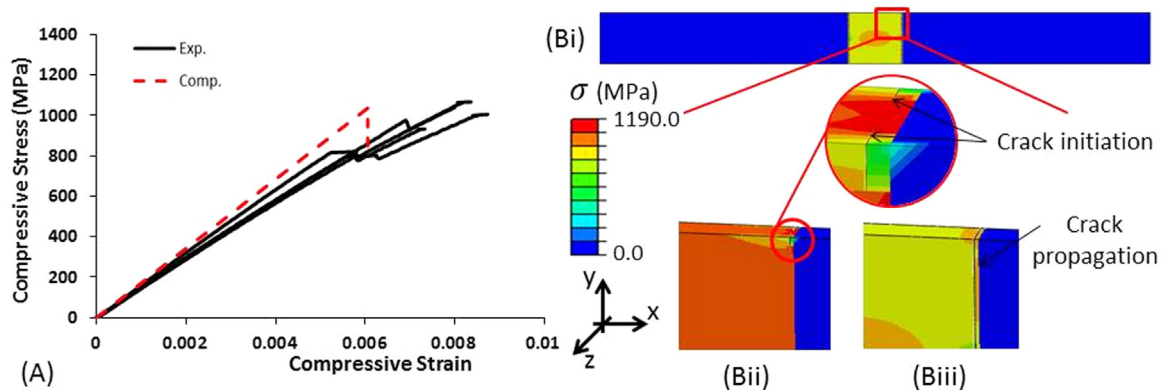 1400
1200
1000
800
600
400
200
0
Compressive Stress (MPa)
Exp.
Comp.
0
0.002
0.004
0.006
0.008
0.01
Compressive Strain
(A)
(Bi)
σ (MPa)
1190.0
0.0
Crack initiation
Crack
propagation
y
x
z
(Bii)
(Biii)